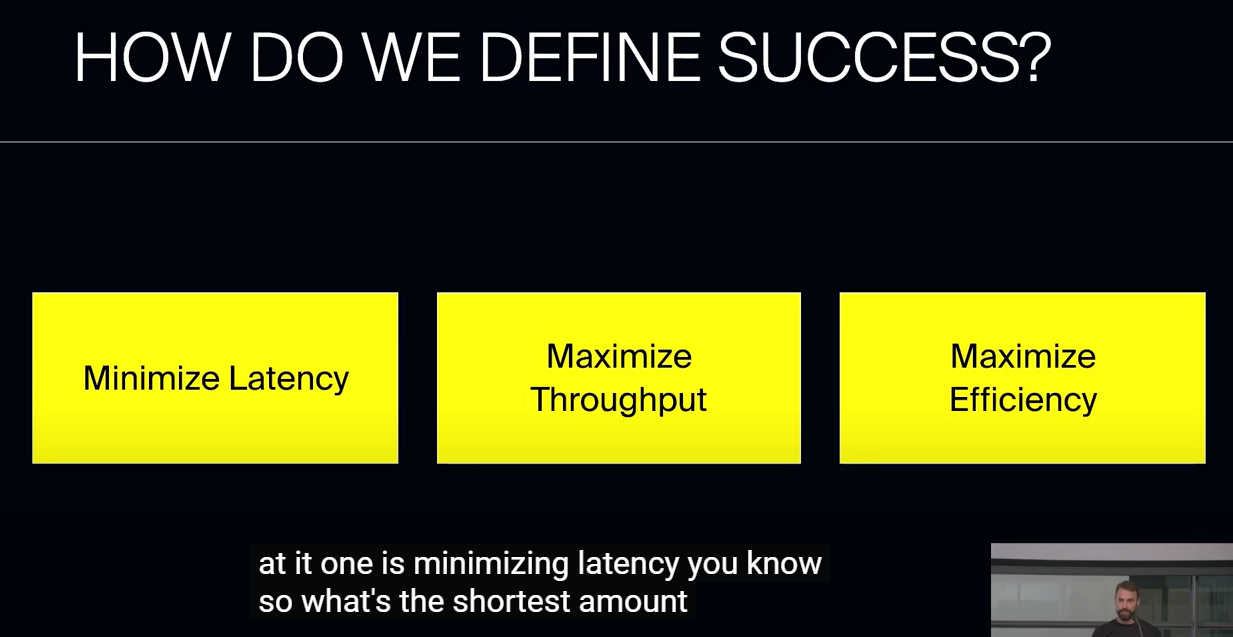 HOW DO WE DEFINE SUCCESS?
Minimize Latency
Maximize
Throughput
Maximize
Efficiency
at it one is minimizing latency you know
so what's the shortest amount